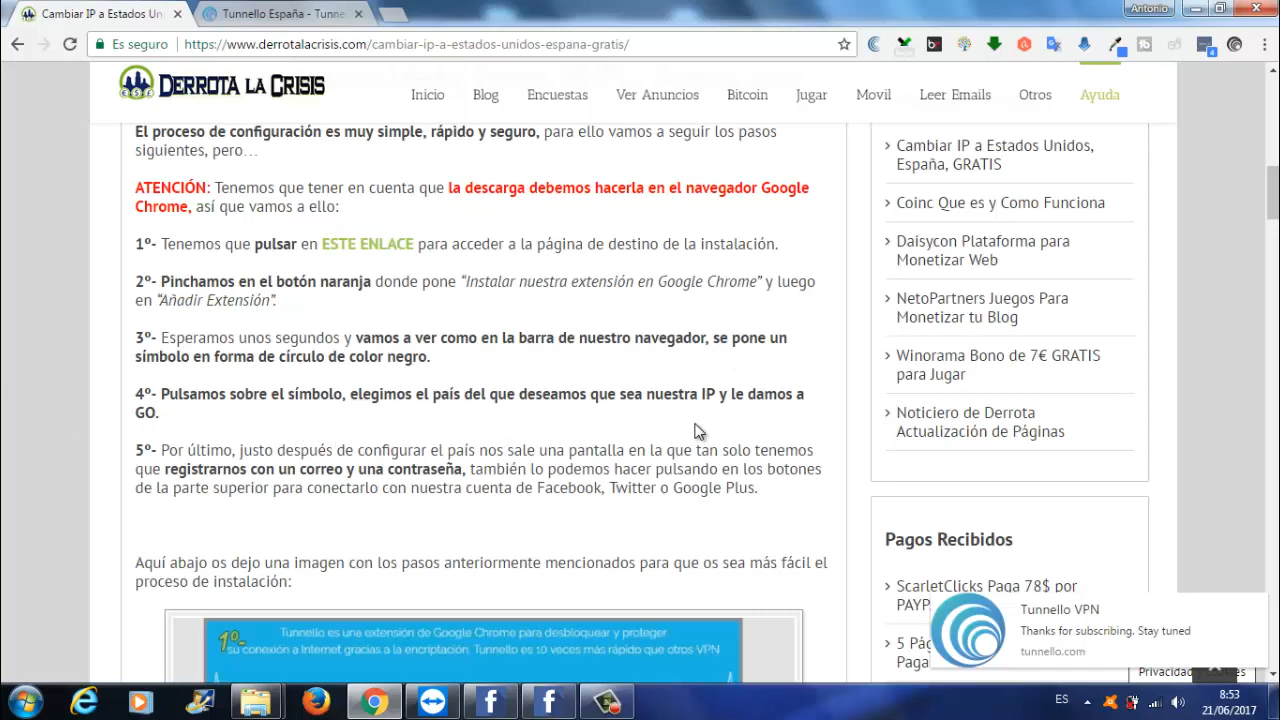 Cambiar IP a Estados Un
Tunnello España - Tunne
Antonio
Es seguro
https://www.derrotalacrisis.com/cambiar-ip-a-estados-unidos-espana-gratis/
DERROTA LA CRISIS
Inicio
Blog
Encuestas
Ver Anuncios
Bitcoin
Jugar
Movil
Leer Emails
Otros
Ayuda
El proceso de configuración es muy simple, rápido y seguro, para ello vamos a seguir los pasos
siguientes, pero…
ATENCIÓN: Tenemos que tener en cuenta que la descarga debemos hacerla en el navegador Google
Chrome, así que vamos a ello:
1º- Tenemos que pulsar en ESTE ENLACE para acceder a la página de destino de la instalación.
2º- Pinchamos en el botón naranja donde pone “Instalar nuestra extensión en Google Chrome” y luego
en “Añadir Extensión”.
3º- Esperamos unos segundos y vamos a ver como en la barra de nuestro navegador, se pone un
símbolo en forma de círculo de color negro.
4º- Pulsamos sobre el símbolo, elegimos el país del que deseamos que sea nuestra IP y le damos a
GO.
5º- Por último, justo después de configurar el país nos sale una pantalla en la que tan solo tenemos
que registrarnos con un correo y una contraseña, también lo podemos hacer pulsando en los botones
de la parte superior para conectarlo con nuestra cuenta de Facebook, Twitter o Google Plus.
Aquí abajo os dejo una imagen con los pasos anteriormente mencionados para que os sea más fácil el
proceso de instalación:
1º-
Tunnello es una extensión de Google Chrome para desbloquear y proteger
su conexión a Internet gracias a la encriptación. Tunnello es 10 veces más rápido que otros VPN
Cambiar IP a Estados Unidos,
España, GRATIS
Coinc Que es y Como Funciona
Daisycon Plataforma para
Monetizar Web
NetoPartners Juegos Para
Monetizar tu Blog
Winorama Bono de 7€ GRATIS
para Jugar
Noticiero de Derrota
Actualización de Páginas
Pagos Recibidos
ScarletClicks Paga 78$ por
PAYP
5 Pág
Paga
Tunnello VPN
Thanks for subscribing. Stay tuned
tunnello.com
Privacidad y Cookies
ES
8:53
21/06/2017